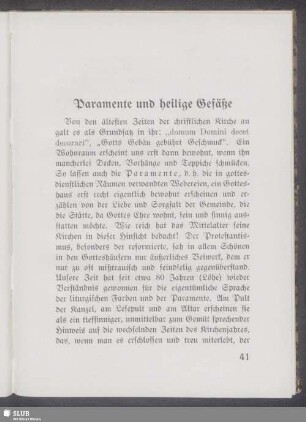 Paramente und heilige Gefäße
Von den ältesten Zeiten der christlichen Kirche an
galt es als Grundsatz in ihr: „domum Domini decet
decor", „Gotts Gebäu gebührt Geschmuck". Ein
Wohnraum erscheint uns erst dann bewohnt, wenn ihn
mancherlei Decken, Vorhänge und Teppiche schmücken.
So lassen auch die Paramente, d. h. die in gottes-
dienstlichen Räumen verwandten Webereien, ein Gottes-
haus erst recht eigentlich bewohnt erscheinen und er-
zählen von der Liebe und Sorgfalt der Gemeinde, die
die Stätte, da Gottes Ehre wohnt, fein und sinnig aus-
statten möchte. Wie reich hat das Mittelalter seine
Kirchen in dieser Hinsicht bedacht! Der Protestantis-
mus, besonders der reformierte, sah in allem Schönen in
den Gotteshäusern nur äußerliches Beiwerk, dem er
nur zu oft mißtrauisch und feindselig gegenüberstand.
Unsere Zeit hat seit etwa 80 Jahren (Löhe) wieder
Verständnis gewonnen für die eigentümliche Sprache
der liturgischen Farben und der Paramente. Am Pult
der Kanzel, am Lesepult und am Altar erscheinen sie
als ein tiefsinniger, unmittelbar zum Gemüt sprechender
Hinweis auf die wechselnden Zeiten des Kirchenjahres,
das, wenn man es erschlossen und treu miterlebt, der
41
SLUB